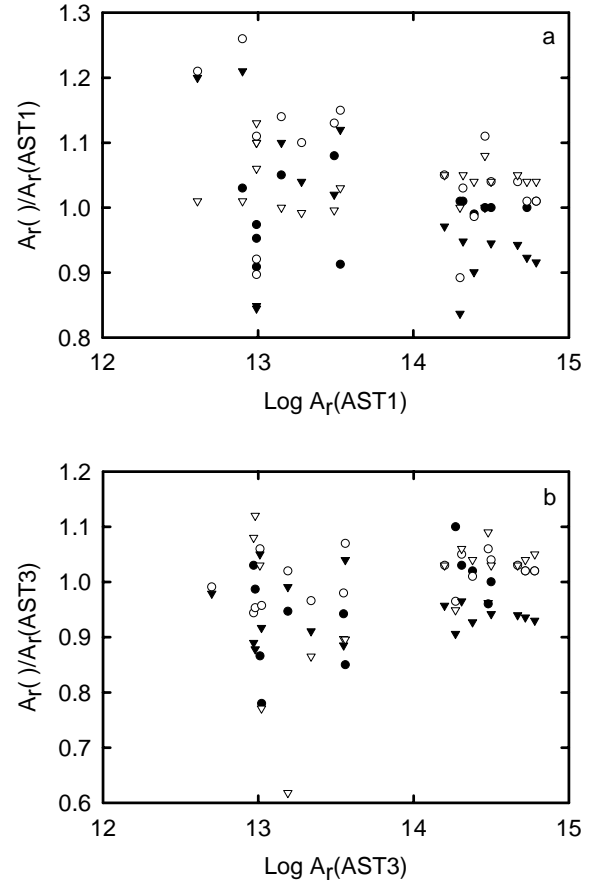 a
1.3
1.2
1.1
1.0
0.9
0.8
Ar( )/Ar(AST1)
12 13 14 15
Log Ar(AST1)
b
1.2
1.1
1.0
0.9
0.8
0.7
0.6
Ar( )/Ar(AST3)
12 13 14 15
Log Ar(AST3)